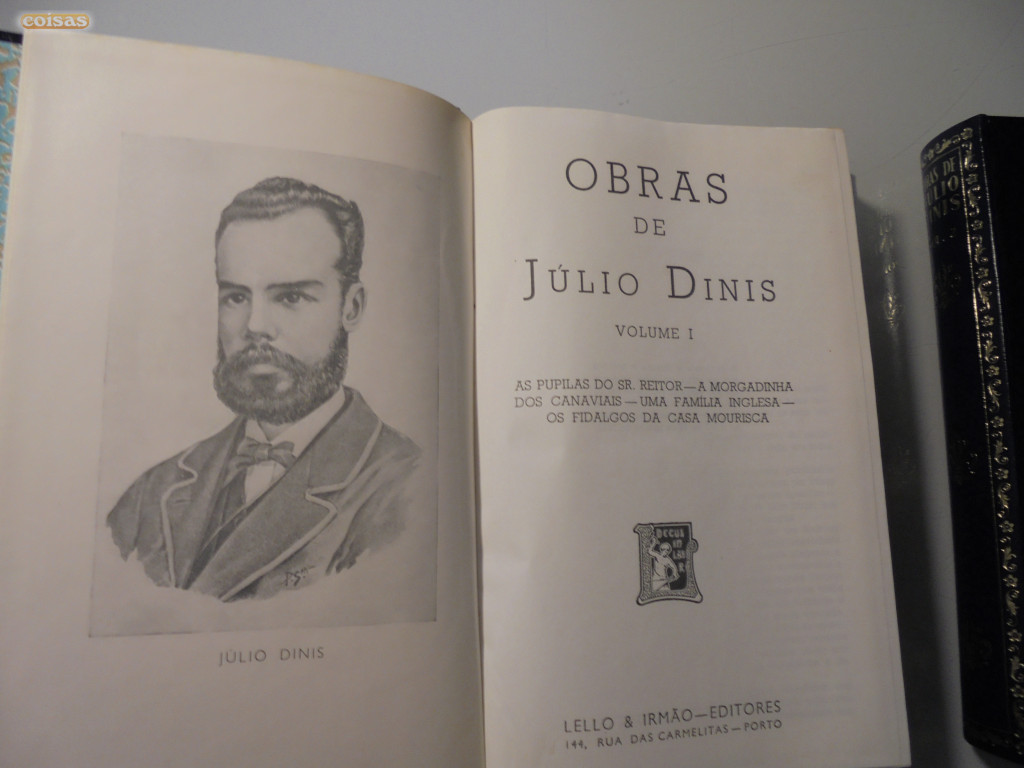 coisas
JÚLIO DINIS
OBRAS
DE
JÚLIO DINIS
VOLUME I
AS PUPILAS DO SR. REITOR—A MORGADINHA
DOS CANAVIAIS—UMA FAMÍLIA INGLESA—
OS FIDALGOS DA CASA MOURISCA
LELLO & IRMÃO—EDITORES
144, RUA DAS CARMELITAS—PORTO
DE